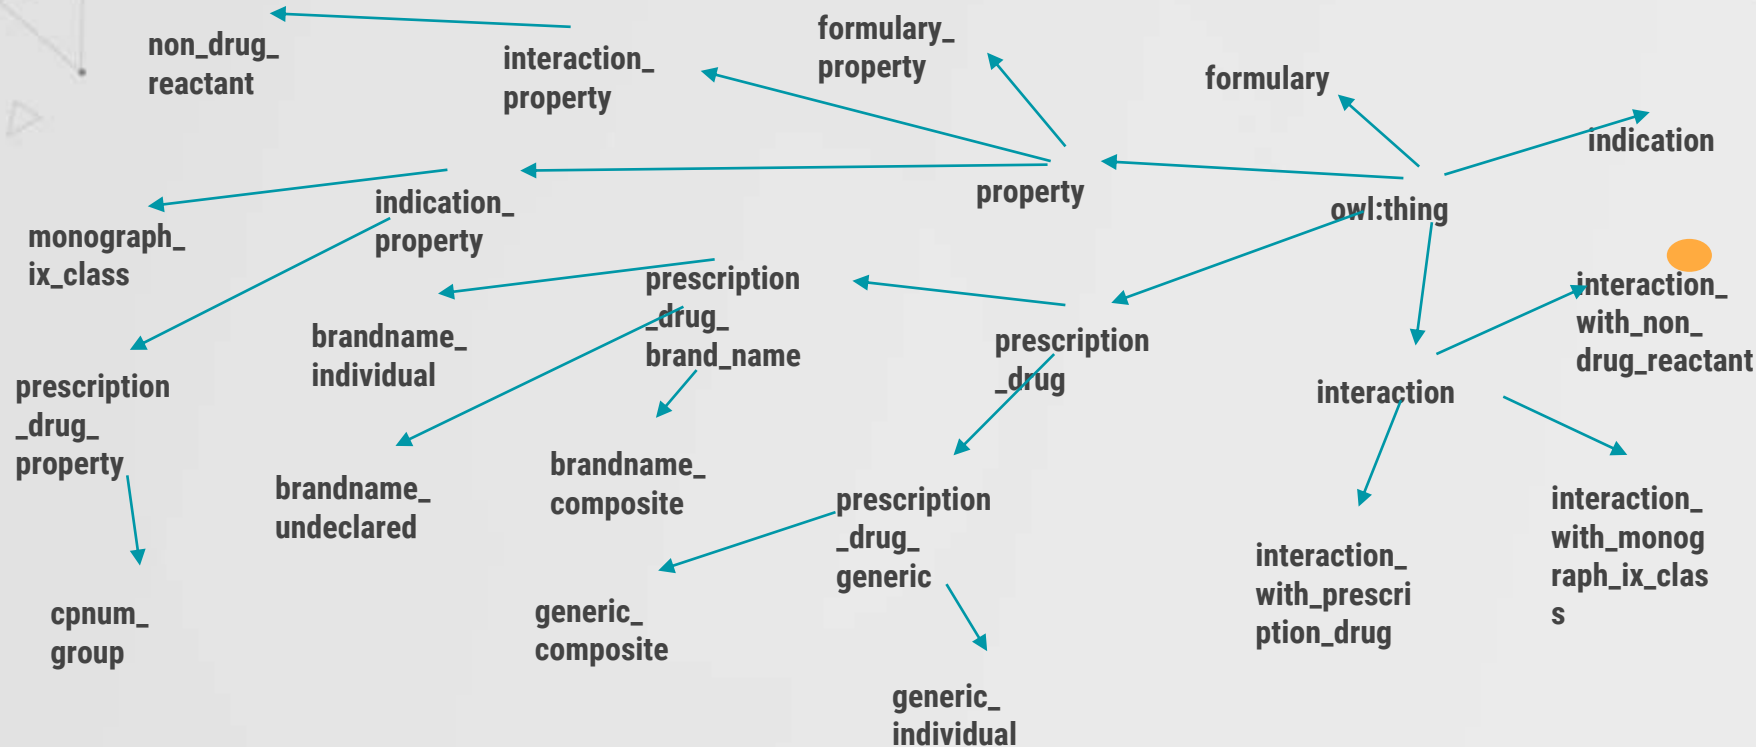 non_drug_
reactant
interaction_
property
formulary_
property
formulary
indication
monograph_
ix_class
indication_
property
property
owl:thing
brandname_
individual
prescription
_drug_
brand_name
prescription
_drug
interaction_
with_non_
drug_reactant
prescription
_drug_
property
interaction
brandname_
undeclared
brandname_
composite
prescription
_drug_
generic
interaction_
with_prescri
ption_drug
interaction_
with_monog
raph_ix_clas
s
cpnum_
group
generic_
composite
generic_
individual